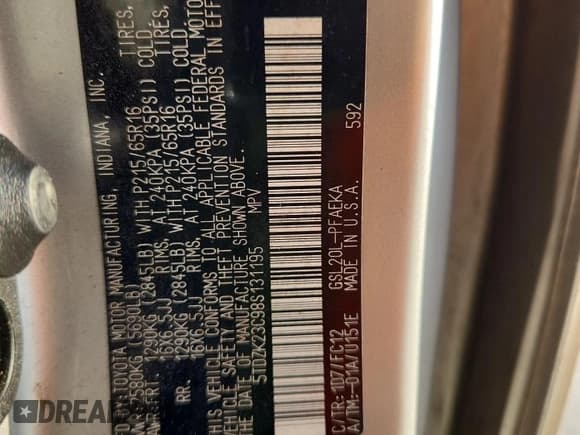 TOYOTA MOTOR MANUFACTURING INDIANA, INC.
2580KG (5690LB)
1290KG (2845LB) WITH P215/65R16 TIRES,
16X6.5JJ RIMS, AT 240KPA (35PSI) COLD.
RR. 1290KG (2845LB) WITH P215/65R16 TIRES,
16X6.5JJ RIMS, AT 240KPA (35PSI) COLD.
THIS VEHICLE CONFORMS TO ALL APPLICABLE FEDERAL MOTOR
VEHICLE SAFETY AND THEFT PREVENTION STANDARDS IN EFF
THE DATE OF MANUFACTURE SHOWN ABOVE.
5TDZK23C98S131195 MPV
C/TR:1D7/FC12 GSL20L-PFAEKA 592
A/TM:-01A/U151E MADE IN U.S.A.
DREAM